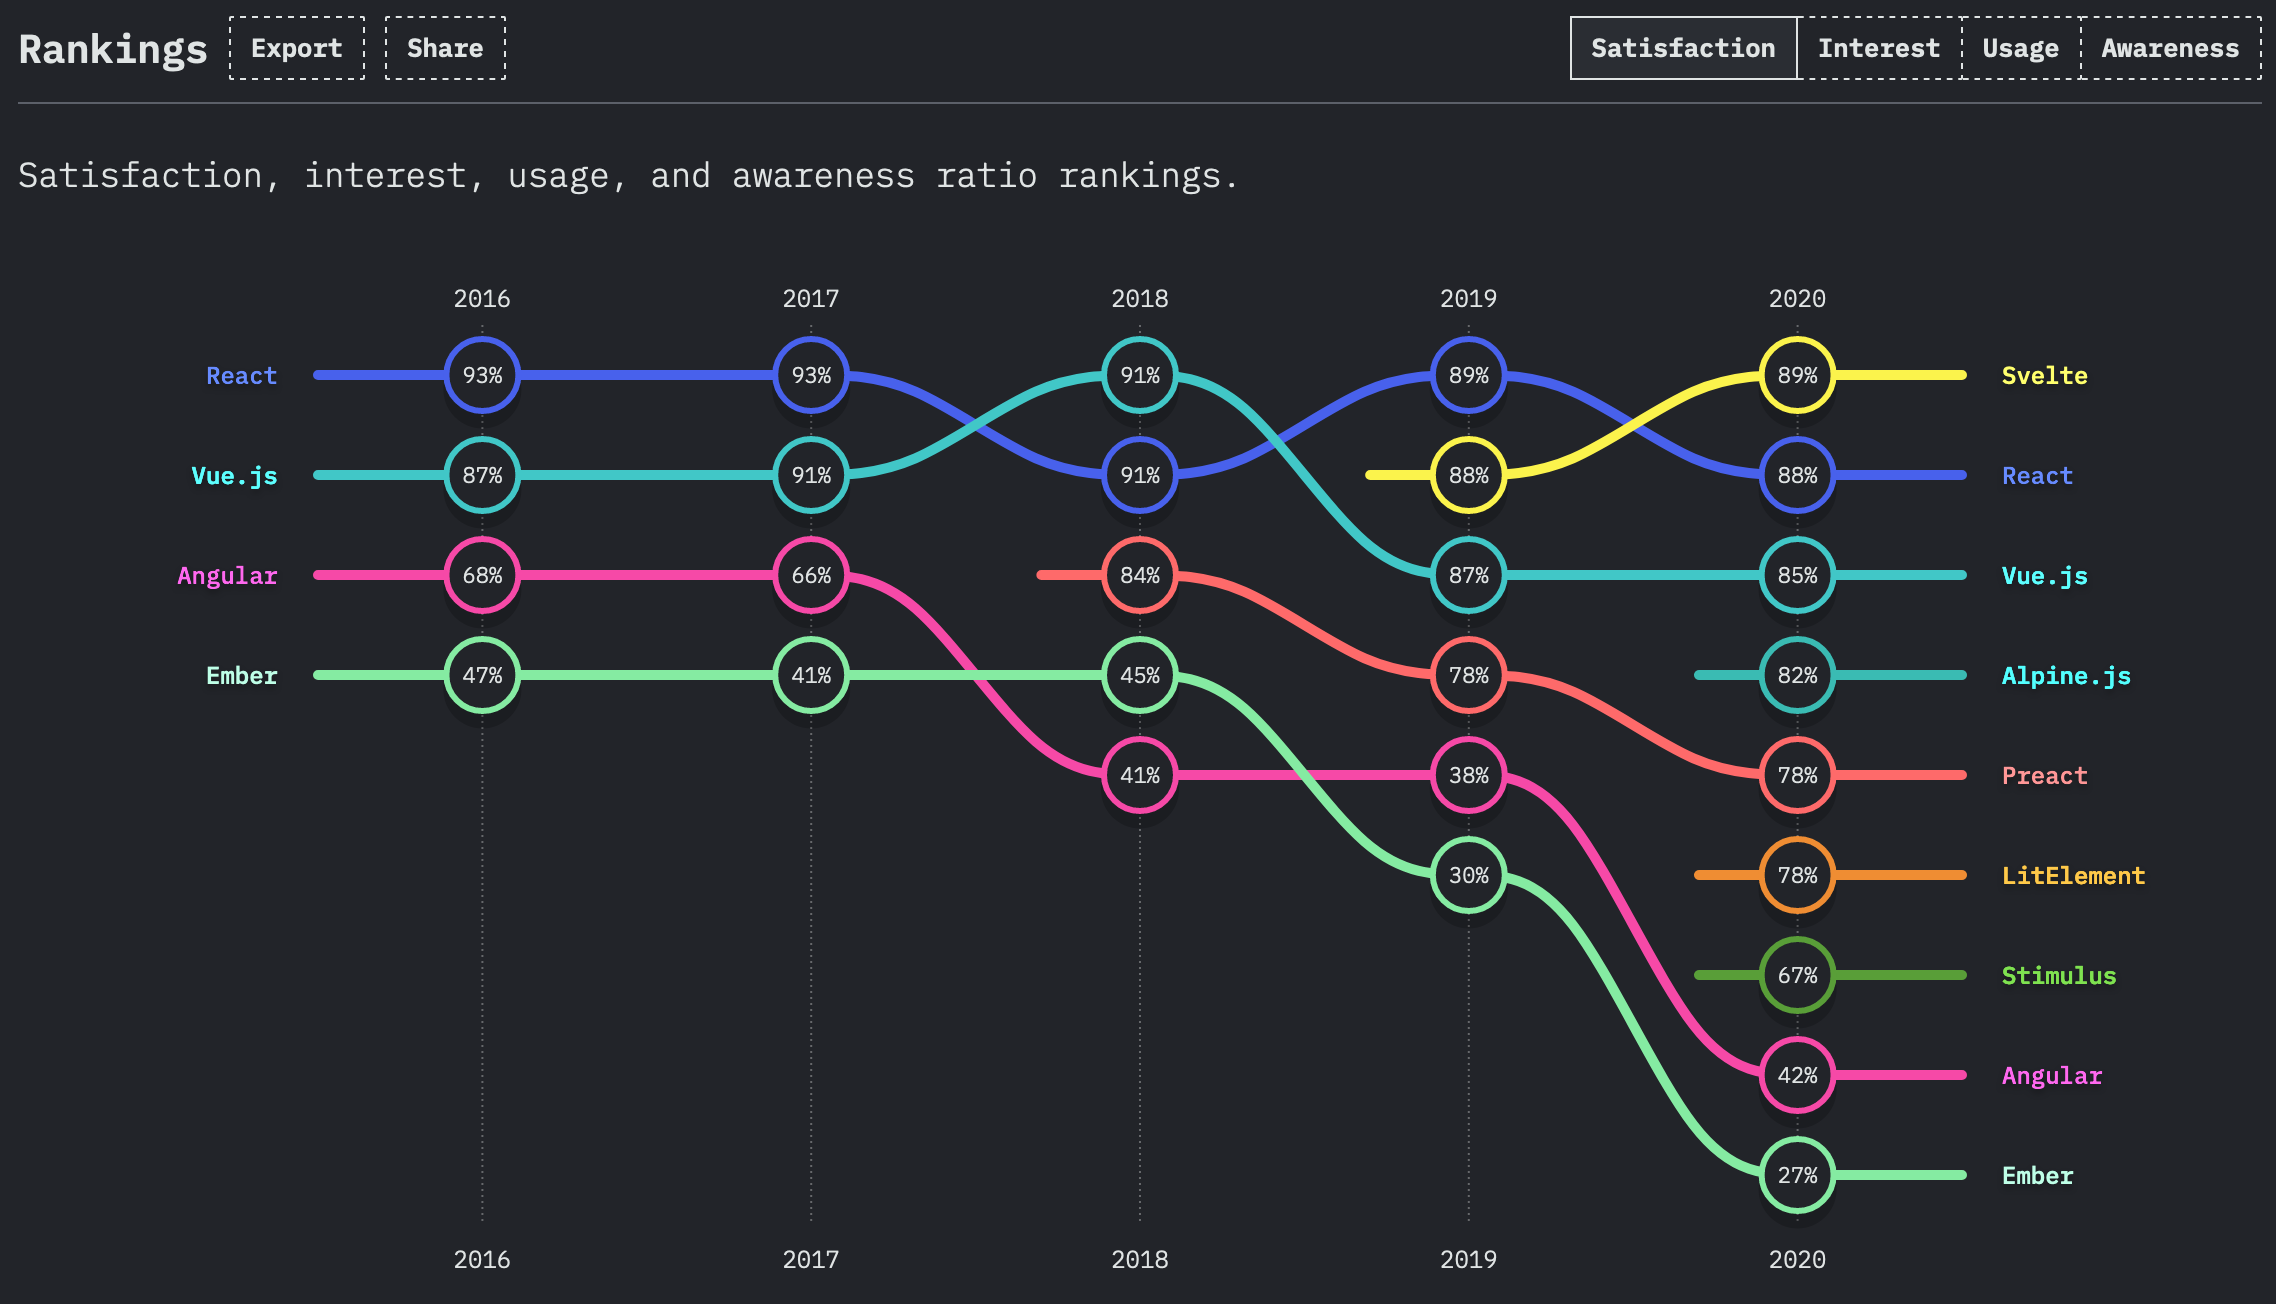 Rankings Export Share Satisfaction Interest Usage Awareness
Satisfaction, interest, usage, and awareness ratio rankings.
2016 2017 2018 2019 2020
React 93% 93% 91% 89% 89% Svelte
Vue.js 87% 91% 91% 88% 88% React
Angular 68% 66% 84% 87% 85% Vue.js
Ember 47% 41% 45% 78% 82% Alpine.js
41% 38% 78% Preact
30% 78% LitElement
67% Stimulus
42% Angular
27% Ember
2016 2017 2018 2019 2020